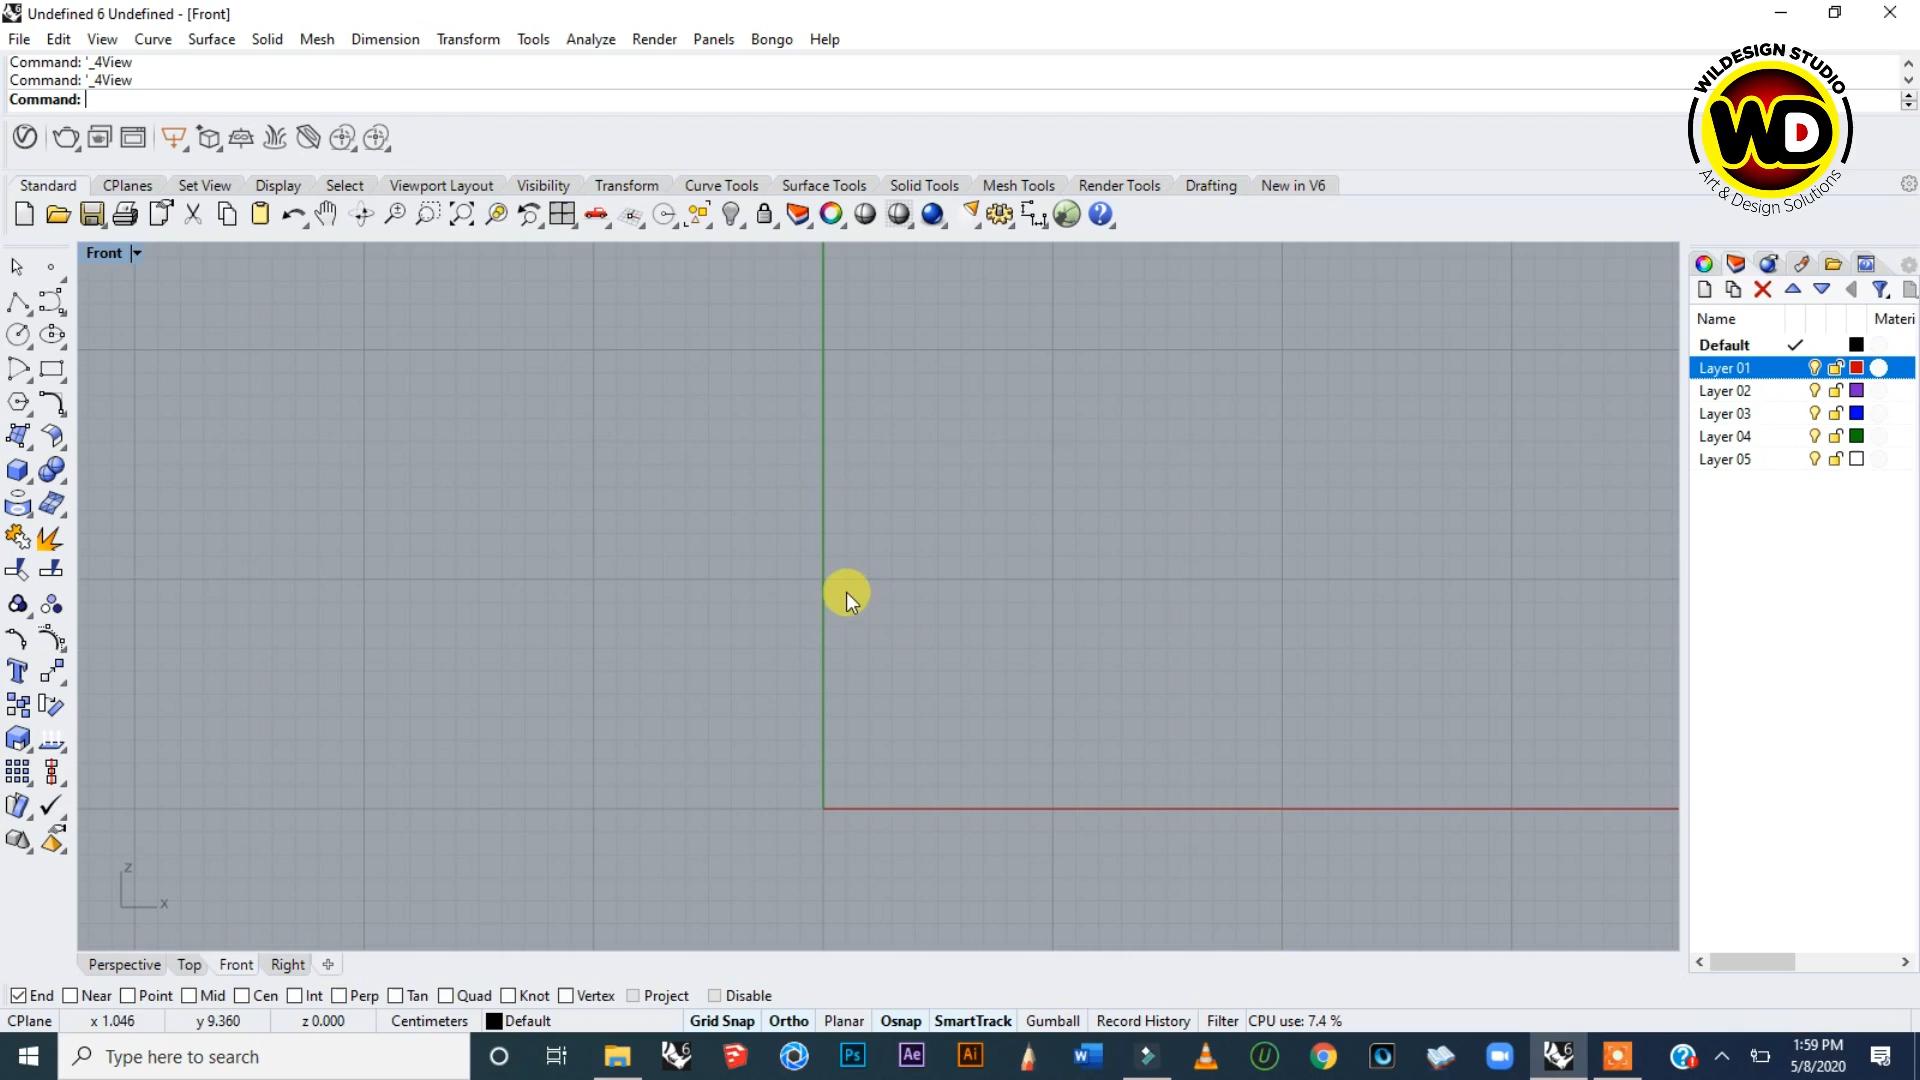 Undefined 6 Undefined - [Front]
File Edit View Curve Surface Solid Mesh Dimension Transform Tools Analyze Render Panels Bongo Help
Command: '_4View
Command: '_4View
Command:
WILDESIGN STUDIO
WD
Art & Design Solutions
Standard CPlanes Set View Display Select Viewport Layout Visibility Transform Curve Tools Surface Tools Solid Tools Mesh Tools Render Tools Drafting New in V6
Front
Name Materi
Default
Layer 01
Layer 02
Layer 03
Layer 04
Layer 05
z
x
Perspective Top Front Right
End Near Point Mid Cen Int Perp Tan Quad Knot Vertex Project Disable
CPlane x 1.046 y 9.360 z 0.000 Centimeters Default Grid Snap Ortho Planar Osnap SmartTrack Gumball Record History Filter CPU use: 7.4 %
Type here to search
Ps Ae Ai
1:59 PM
5/8/2020